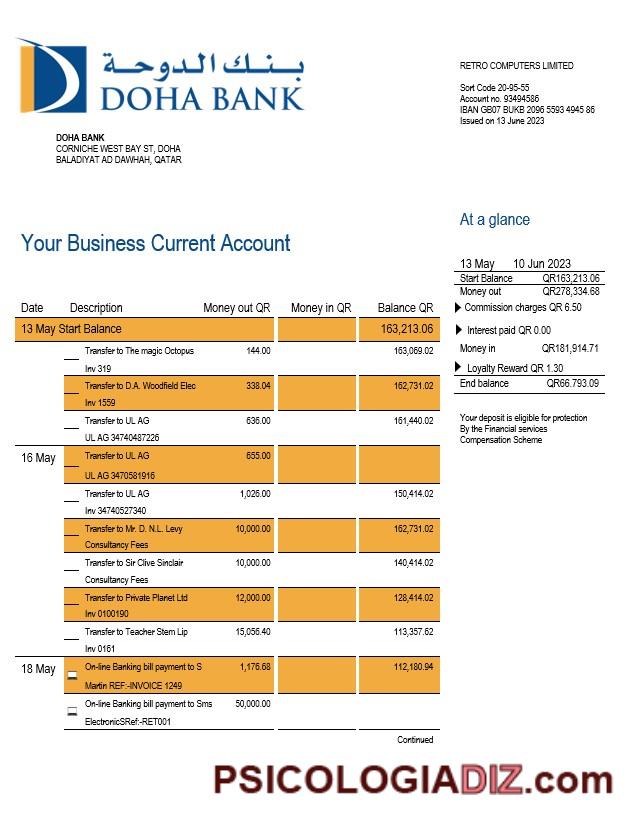 بنك الدوحة
DOHA BANK
RETRO COMPUTERS LIMITED
Sort Code 20-95-55
Account no. 93494586
IBAN GB07 BUKB 2096 5593 4945 86
Issued on 13 June 2023
DOHA BANK
CORNICHE WEST BAY ST, DOHA
BALADIYAT AD DAWHAH, QATAR
Your Business Current Account
At a glance
13 May 10 Jun 2023
Start Balance QR163,213.06
Money out QR278,334.68
Commission charges QR 6.50
Interest paid QR 0.00
Money in QR181,914.71
Loyalty Reward QR 1.30
End balance QR66.793.09
Your deposit is eligible for protection
By the Financial services
Compensation Scheme
Date Description Money out QR Money in QR Balance QR
13 May Start Balance 163,213.06
Transfer to The magic Octopus 144.00 163,069.02
Inv 319
Transfer to D.A. Woodfield Elec 338.04 162,731.02
Inv 1559
Transfer to UL AG 636.00 161,440.02
UL AG 34740487226
16 May Transfer to UL AG 655.00
UL AG 3470581916
Transfer to UL AG 1,026.00 150,414.02
Inv 34740527340
Transfer to Mr. D. N.L. Levy 10,000.00 162,731.02
Consultancy Fees
Transfer to Sir Clive Sinclair 10,000.00 140,414.02
Consultancy Fees
Transfer to Private Planet Ltd 12,000.00 128,414.02
Inv 0100190
Transfer to Teacher Stem Lip 15,056.40 113,357.62
Inv 0161
18 May On-line Banking bill payment to S 1,176.68 112,180.94
Martin REF:-INVOICE 1249
On-line Banking bill payment to Sms 50,000.00
ElectronicSRef:-RET001
Continued
PSICOLOGIADIZ.com